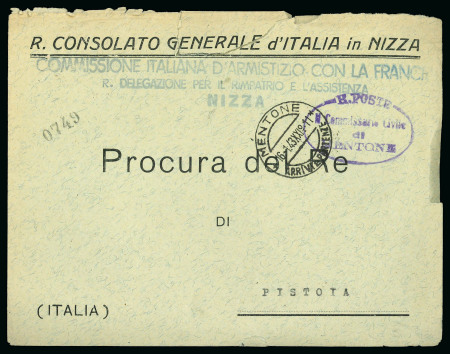 R. CONSOLATO GENERALE d'ITALIA in NIZZA
COMMISSIONE ITALIANA D'ARMISTIZIO CON LA FRANCIA
R. DELEGAZIONE PER IL RIMPATRIO E L'ASSISTENZA
NIZZA
0749
MENTONE
ARRIVI E PARTENZE
R. POSTE
Commissario Civile
di
MENTONE
Procura del Re
DI
PISTOIA
(ITALIA)